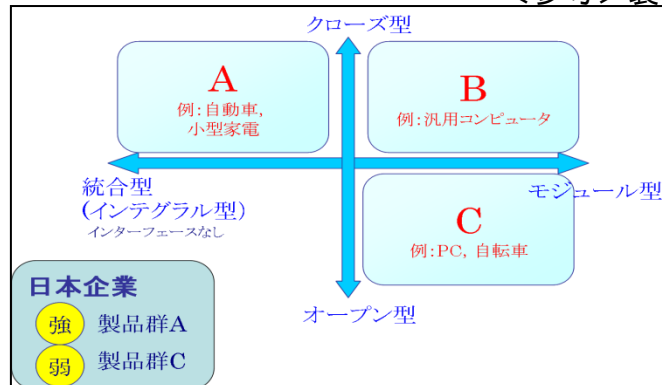 クローズ型
A
例:自動車,
小型家電
B
例:汎用コンピュータ
統合型
(インテグラル型)
インターフェースなし
モジュール型
C
例:PC, 自転車
オープン型
日本企業
強 製品群A
弱 製品群C